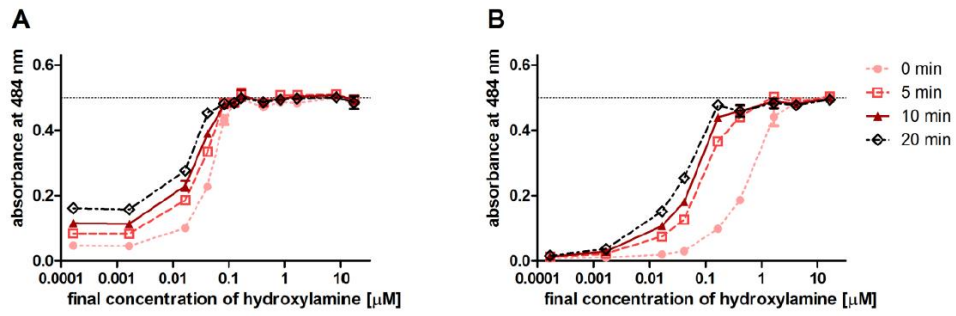 A
B
absorbance at 484 nm
0.6
0.4
0.2
0.0
0.0001 0.001 0.01 0.1 1 10
final concentration of hydroxylamine [µM]
absorbance at 484 nm
0.6
0.4
0.2
0.0
0.0001 0.001 0.01 0.1 1 10
final concentration of hydroxylamine [µM]
0 min
5 min
10 min
20 min